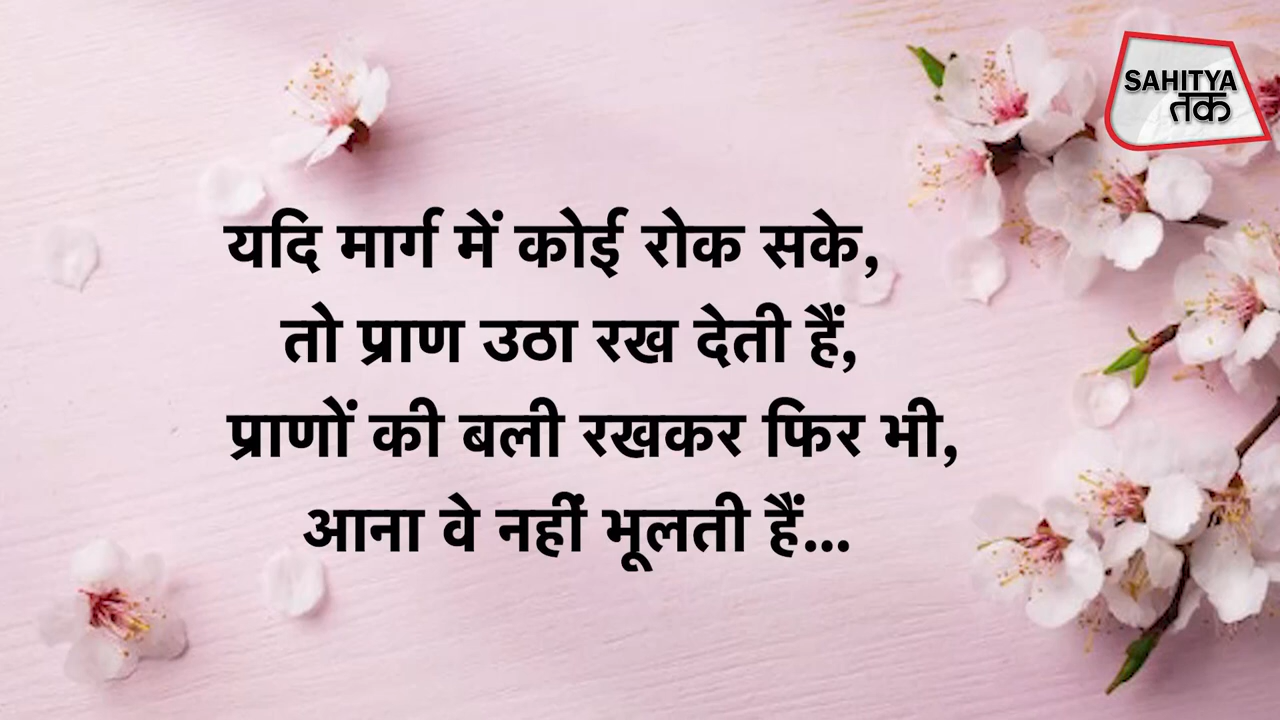 SAHITYA
तक
यदि मार्ग में कोई रोक सके,
तो प्राण उठा रख देती हैं,
प्राणों की बली रखकर फिर भी,
आना वे नहीं भूलती हैं...